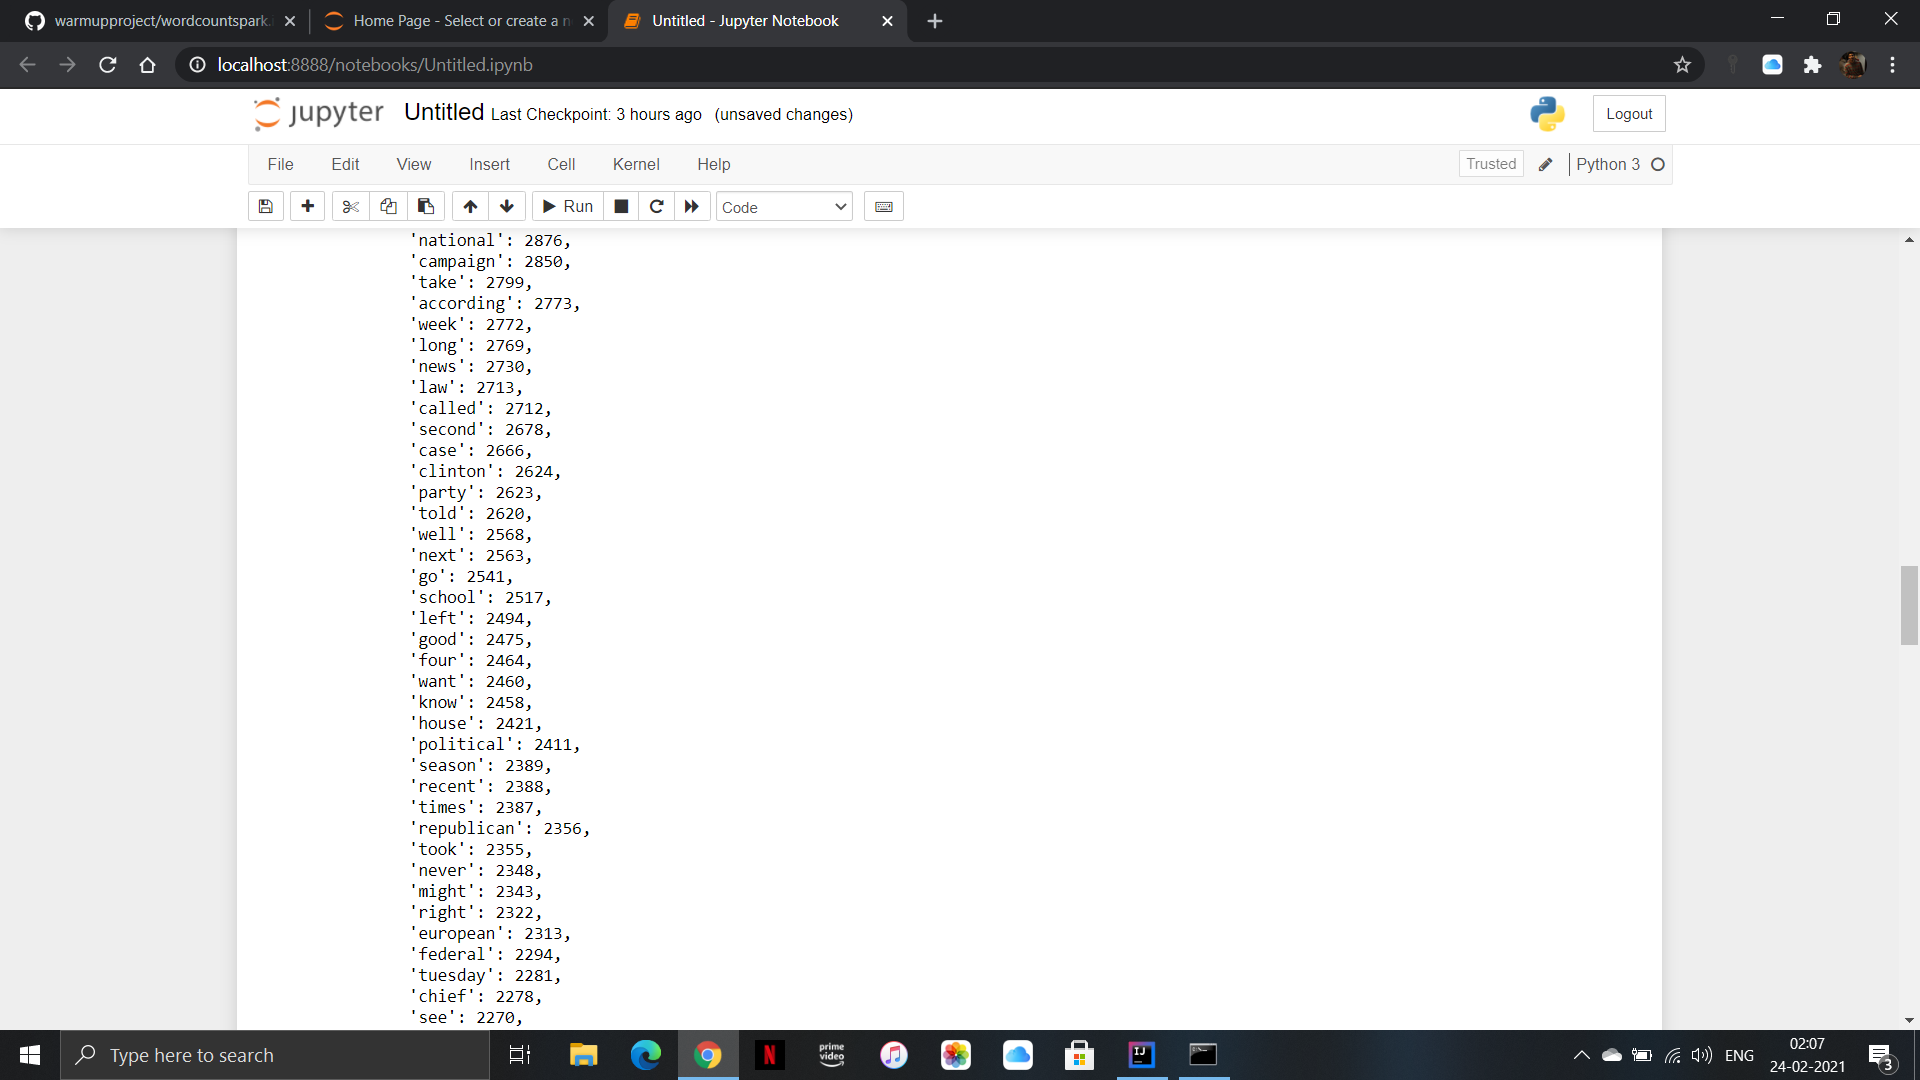 warmupproject/wordcountspark.i
Home Page - Select or create a n
Untitled - Jupyter Notebook
localhost:8888/notebooks/Untitled.ipynb
jupyter Untitled Last Checkpoint: 3 hours ago (unsaved changes)
Logout
File Edit View Insert Cell Kernel Help
Trusted
Python 3
Run
Code
'national': 2876,
'campaign': 2850,
'take': 2799,
'according': 2773,
'week': 2772,
'long': 2769,
'news': 2730,
'law': 2713,
'called': 2712,
'second': 2678,
'case': 2666,
'clinton': 2624,
'party': 2623,
'told': 2620,
'well': 2568,
'next': 2563,
'go': 2541,
'school': 2517,
'left': 2494,
'good': 2475,
'four': 2464,
'want': 2460,
'know': 2458,
'house': 2421,
'political': 2411,
'season': 2389,
'recent': 2388,
'times': 2387,
'republican': 2356,
'took': 2355,
'never': 2348,
'might': 2343,
'right': 2322,
'european': 2313,
'federal': 2294,
'tuesday': 2281,
'chief': 2278,
'see': 2270,
Type here to search
N
prime
video
IJ
ENG
02:07
24-02-2021
3